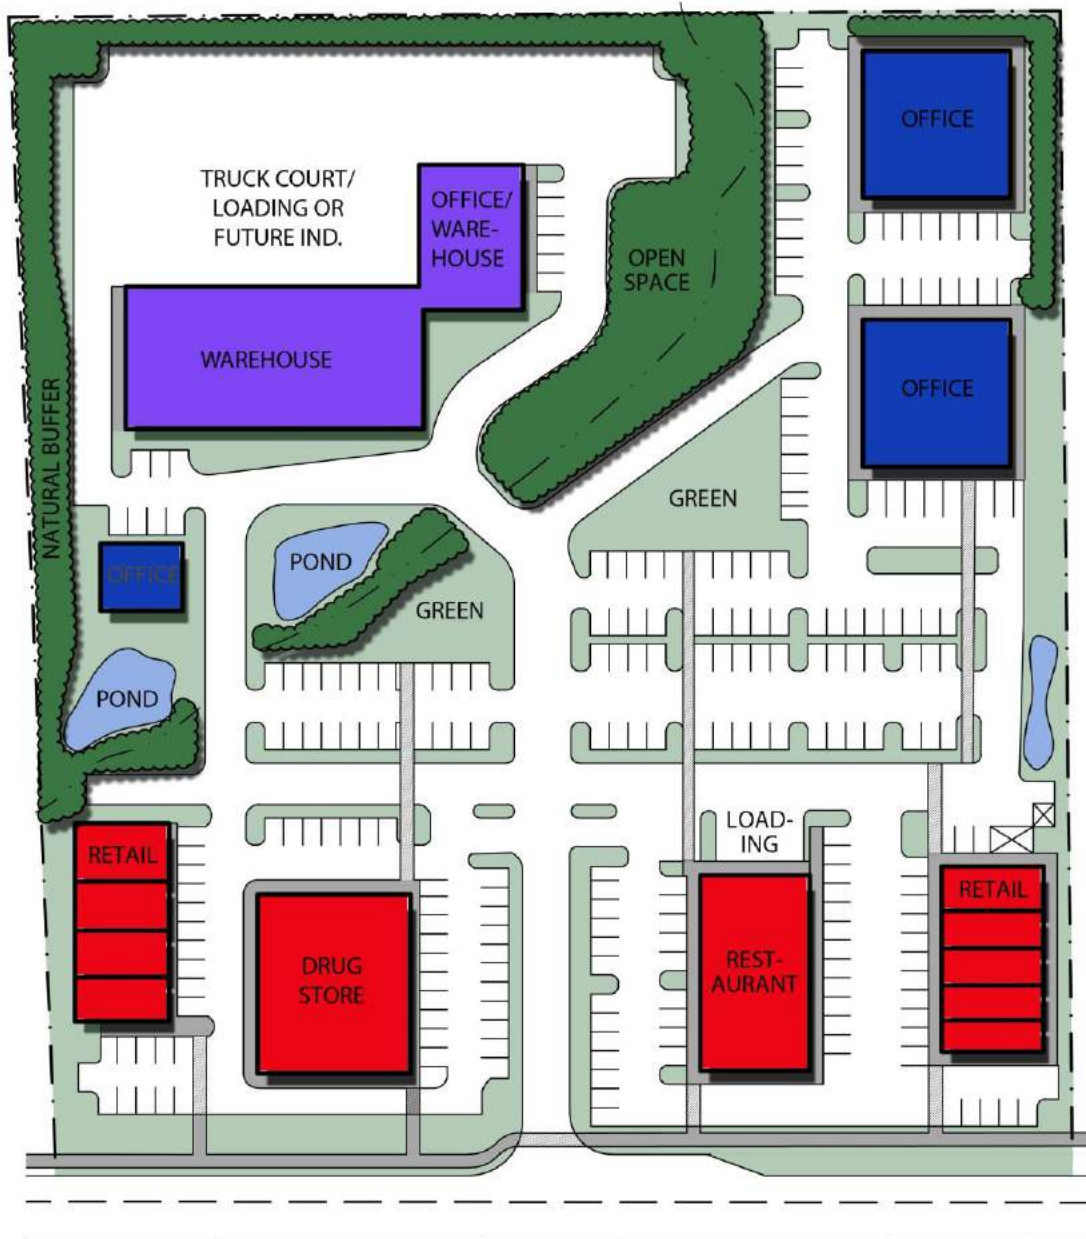 OFFICE
TRUCK COURT/
LOADING OR
FUTURE IND.
OFFICE/
WARE-
HOUSE
OPEN
SPACE
WAREHOUSE
OFFICE
NATURAL BUFFER
GREEN
POND
OFFICE
GREEN
POND
LOAD-
ING
RETAIL
RETAIL
DRUG
STORE
REST-
AURANT